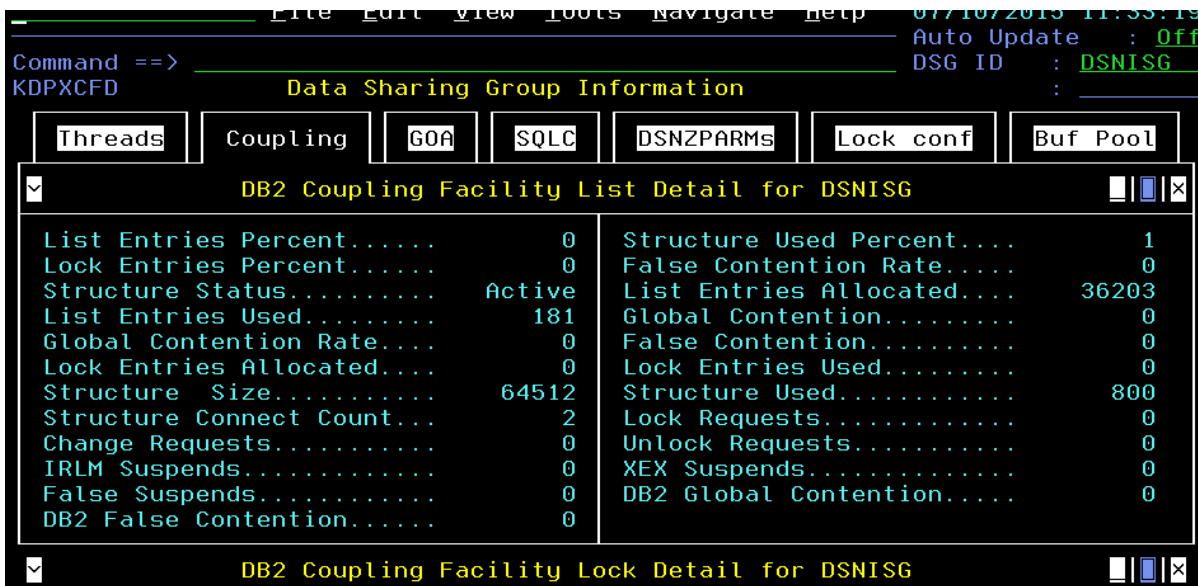 File Edit View Tools Navigate Help 07/10/2015 11:33:19
Auto Update : Off
Command ==> DSG ID : DSNISG
KDPXCFD Data Sharing Group Information :
Threads Coupling GOA SQLC DSNZPARMs Lock conf Buf Pool
DB2 Coupling Facility List Detail for DSNISG
List Entries Percent...... 0 Structure Used Percent.... 1
Lock Entries Percent...... 0 False Contention Rate..... 0
Structure Status.......... Active List Entries Allocated.... 36203
List Entries Used......... 181 Global Contention......... 0
Global Contention Rate.... 0 False Contention.......... 0
Lock Entries Allocated.... 0 Lock Entries Used......... 0
Structure  Size........... 64512 Structure Used............ 800
Structure Connect Count... 2 Lock Requests............. 0
Change Requests........... 0 Unlock Requests........... 0
IRLM Suspends............. 0 XEX Suspends.............. 0
False Suspends............ 0 DB2 Global Contention..... 0
DB2 False Contention...... 0
DB2 Coupling Facility Lock Detail for DSNISG